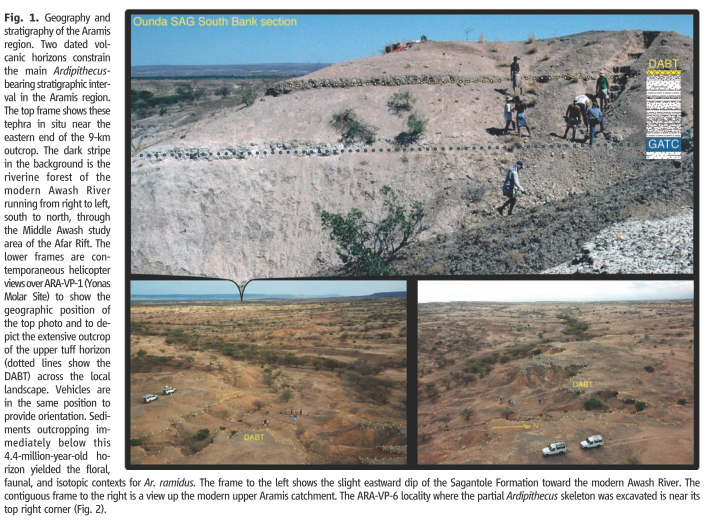 Fig. 1. Geography and
stratigraphy of the Aramis
region. Two dated vol-
canic horizons constrain
the main Ardipithecus-
bearing stratigraphic inter-
val in the Aramis region.
The top frame shows these
tephra in situ near the
eastern end of the 9-km
outcrop. The dark stripe
in the background is the
riverine forest of the
modern Awash River
running from right to left,
south to north, through
the Middle Awash study
area of the Afar Rift. The
lower frames are con-
temporaneous helicopter
views over ARA-VP-1 (Yonas
Molar Site) to show the
geographic position of
the top photo and to de-
pict the extensive outcrop
of the upper tuff horizon
(dotted lines show the
DABT) across the local
landscape. Vehicles are
in the same position to
provide orientation. Sedi-
ments outcropping im-
mediately below this
4.4-million-year-old ho-
rizon yielded the floral,
faunal, and isotopic contexts for Ar. ramidus. The frame to the left shows the slight eastward dip of the Sagantole Formation toward the modern Awash River. The
contiguous frame to the right is a view up the modern upper Aramis catchment. The ARA-VP-6 locality where the partial Ardipithecus skeleton was excavated is near its
top right corner (Fig. 2).
Ounda SAG South Bank section
DABT
GATC
DABT
DABT
N